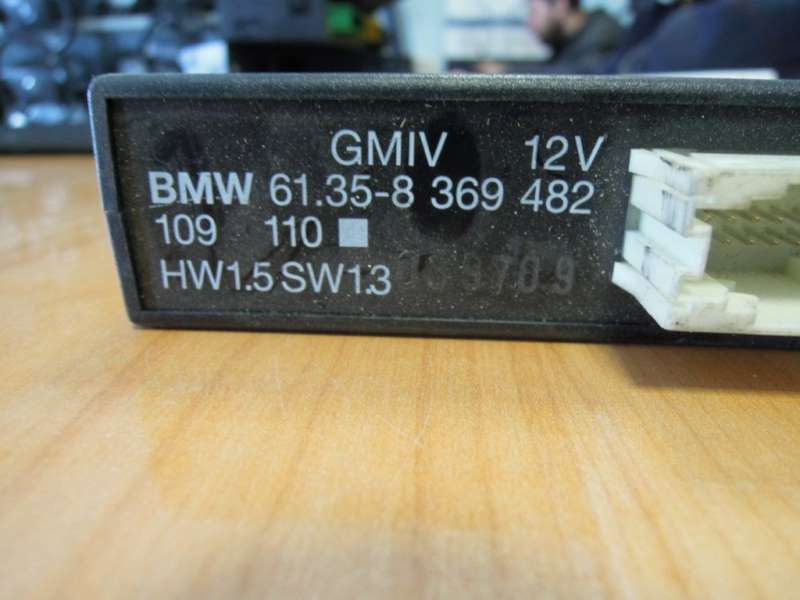 GMIV 12V
BMW 61.35-8 369 482
109 110
HW1.5 SW1.3